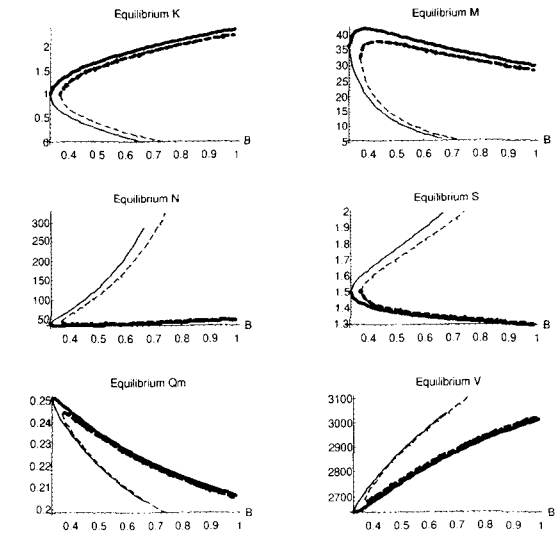 Equilibrium K
2
1.5
1
0.5
0
0.4 0.5 0.6 0.7 0.8 0.9 1
B
Equilibrium M
40
35
30
25
20
15
10
5
0.4 0.5 0.6 0.7 0.8 0.9 1
B
Equilibrium N
300
250
200
150
100
50
0.4 0.5 0.6 0.7 0.8 0.9 1
B
Equilibrium S
2
1.9
1.8
1.7
1.6
1.5
1.4
1.3
0.4 0.5 0.6 0.7 0.8 0.9 1
B
Equilibrium Qm
0.25
0.24
0.23
0.22
0.21
0.2
0.4 0.5 0.6 0.7 0.8 0.9 1
B
Equilibrium V
3100
3000
2900
2800
2700
0.4 0.5 0.6 0.7 0.8 0.9 1
B